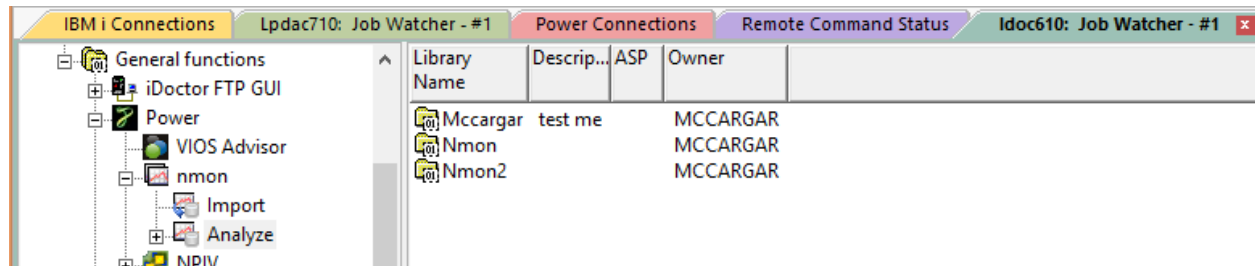 IBM i Connections Lpdac710: Job Watcher - #1 Power Connections Remote Command Status Idoc610: Job Watcher - #1
General functions
iDoctor FTP GUI
Power
VIOS Advisor
nmon
Import
Analyze
NPIV
Library Name Descrip... ASP Owner
Mccargar test me MCCARGAR
Nmon MCCARGAR
Nmon2 MCCARGAR